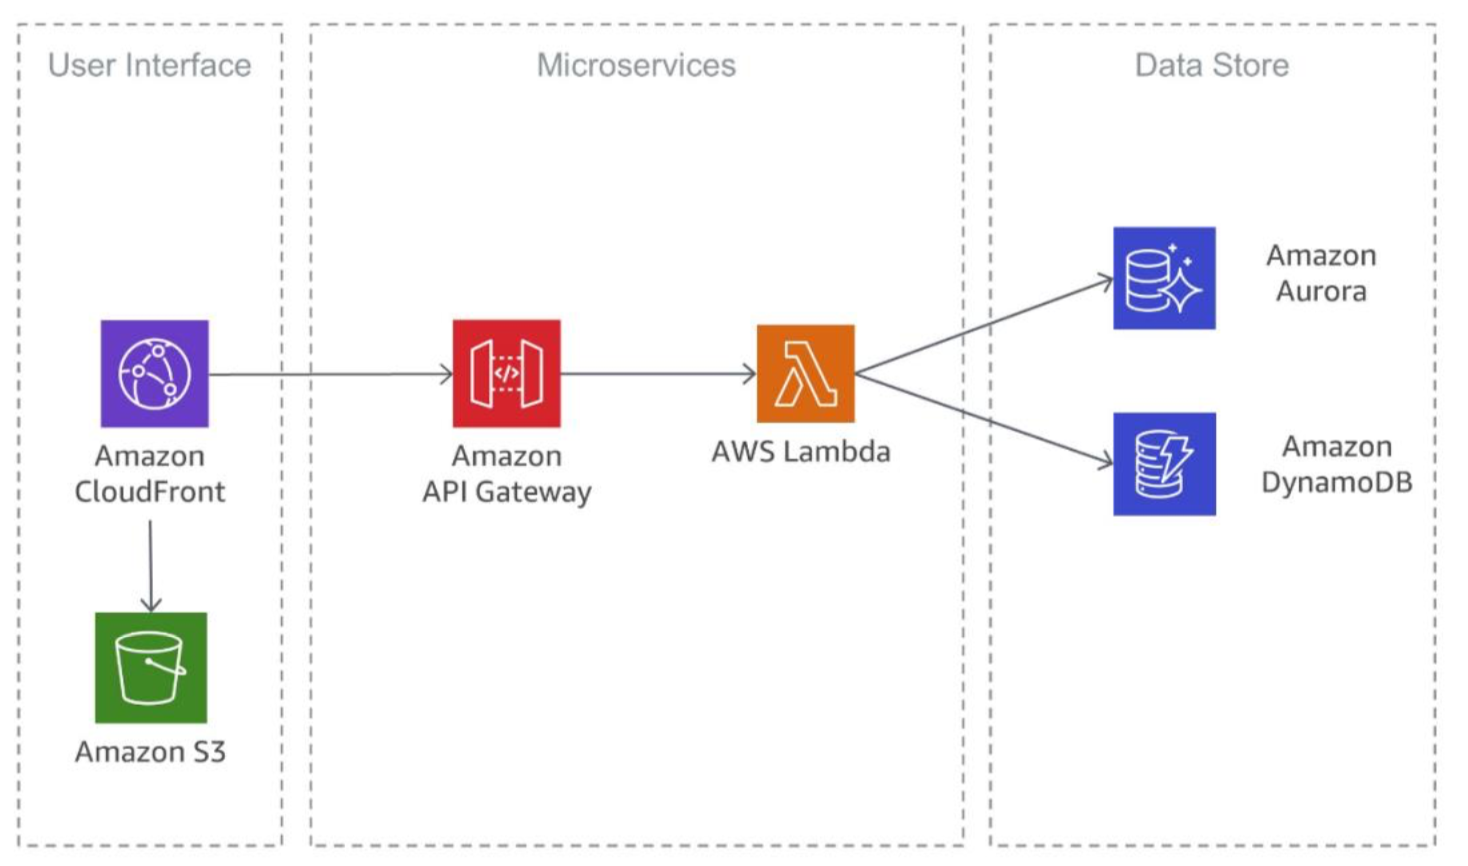 User Interface
Microservices
Data Store
Amazon
CloudFront
Amazon S3
</>
Amazon
API Gateway
AWS Lambda
Amazon
Aurora
Amazon
DynamoDB